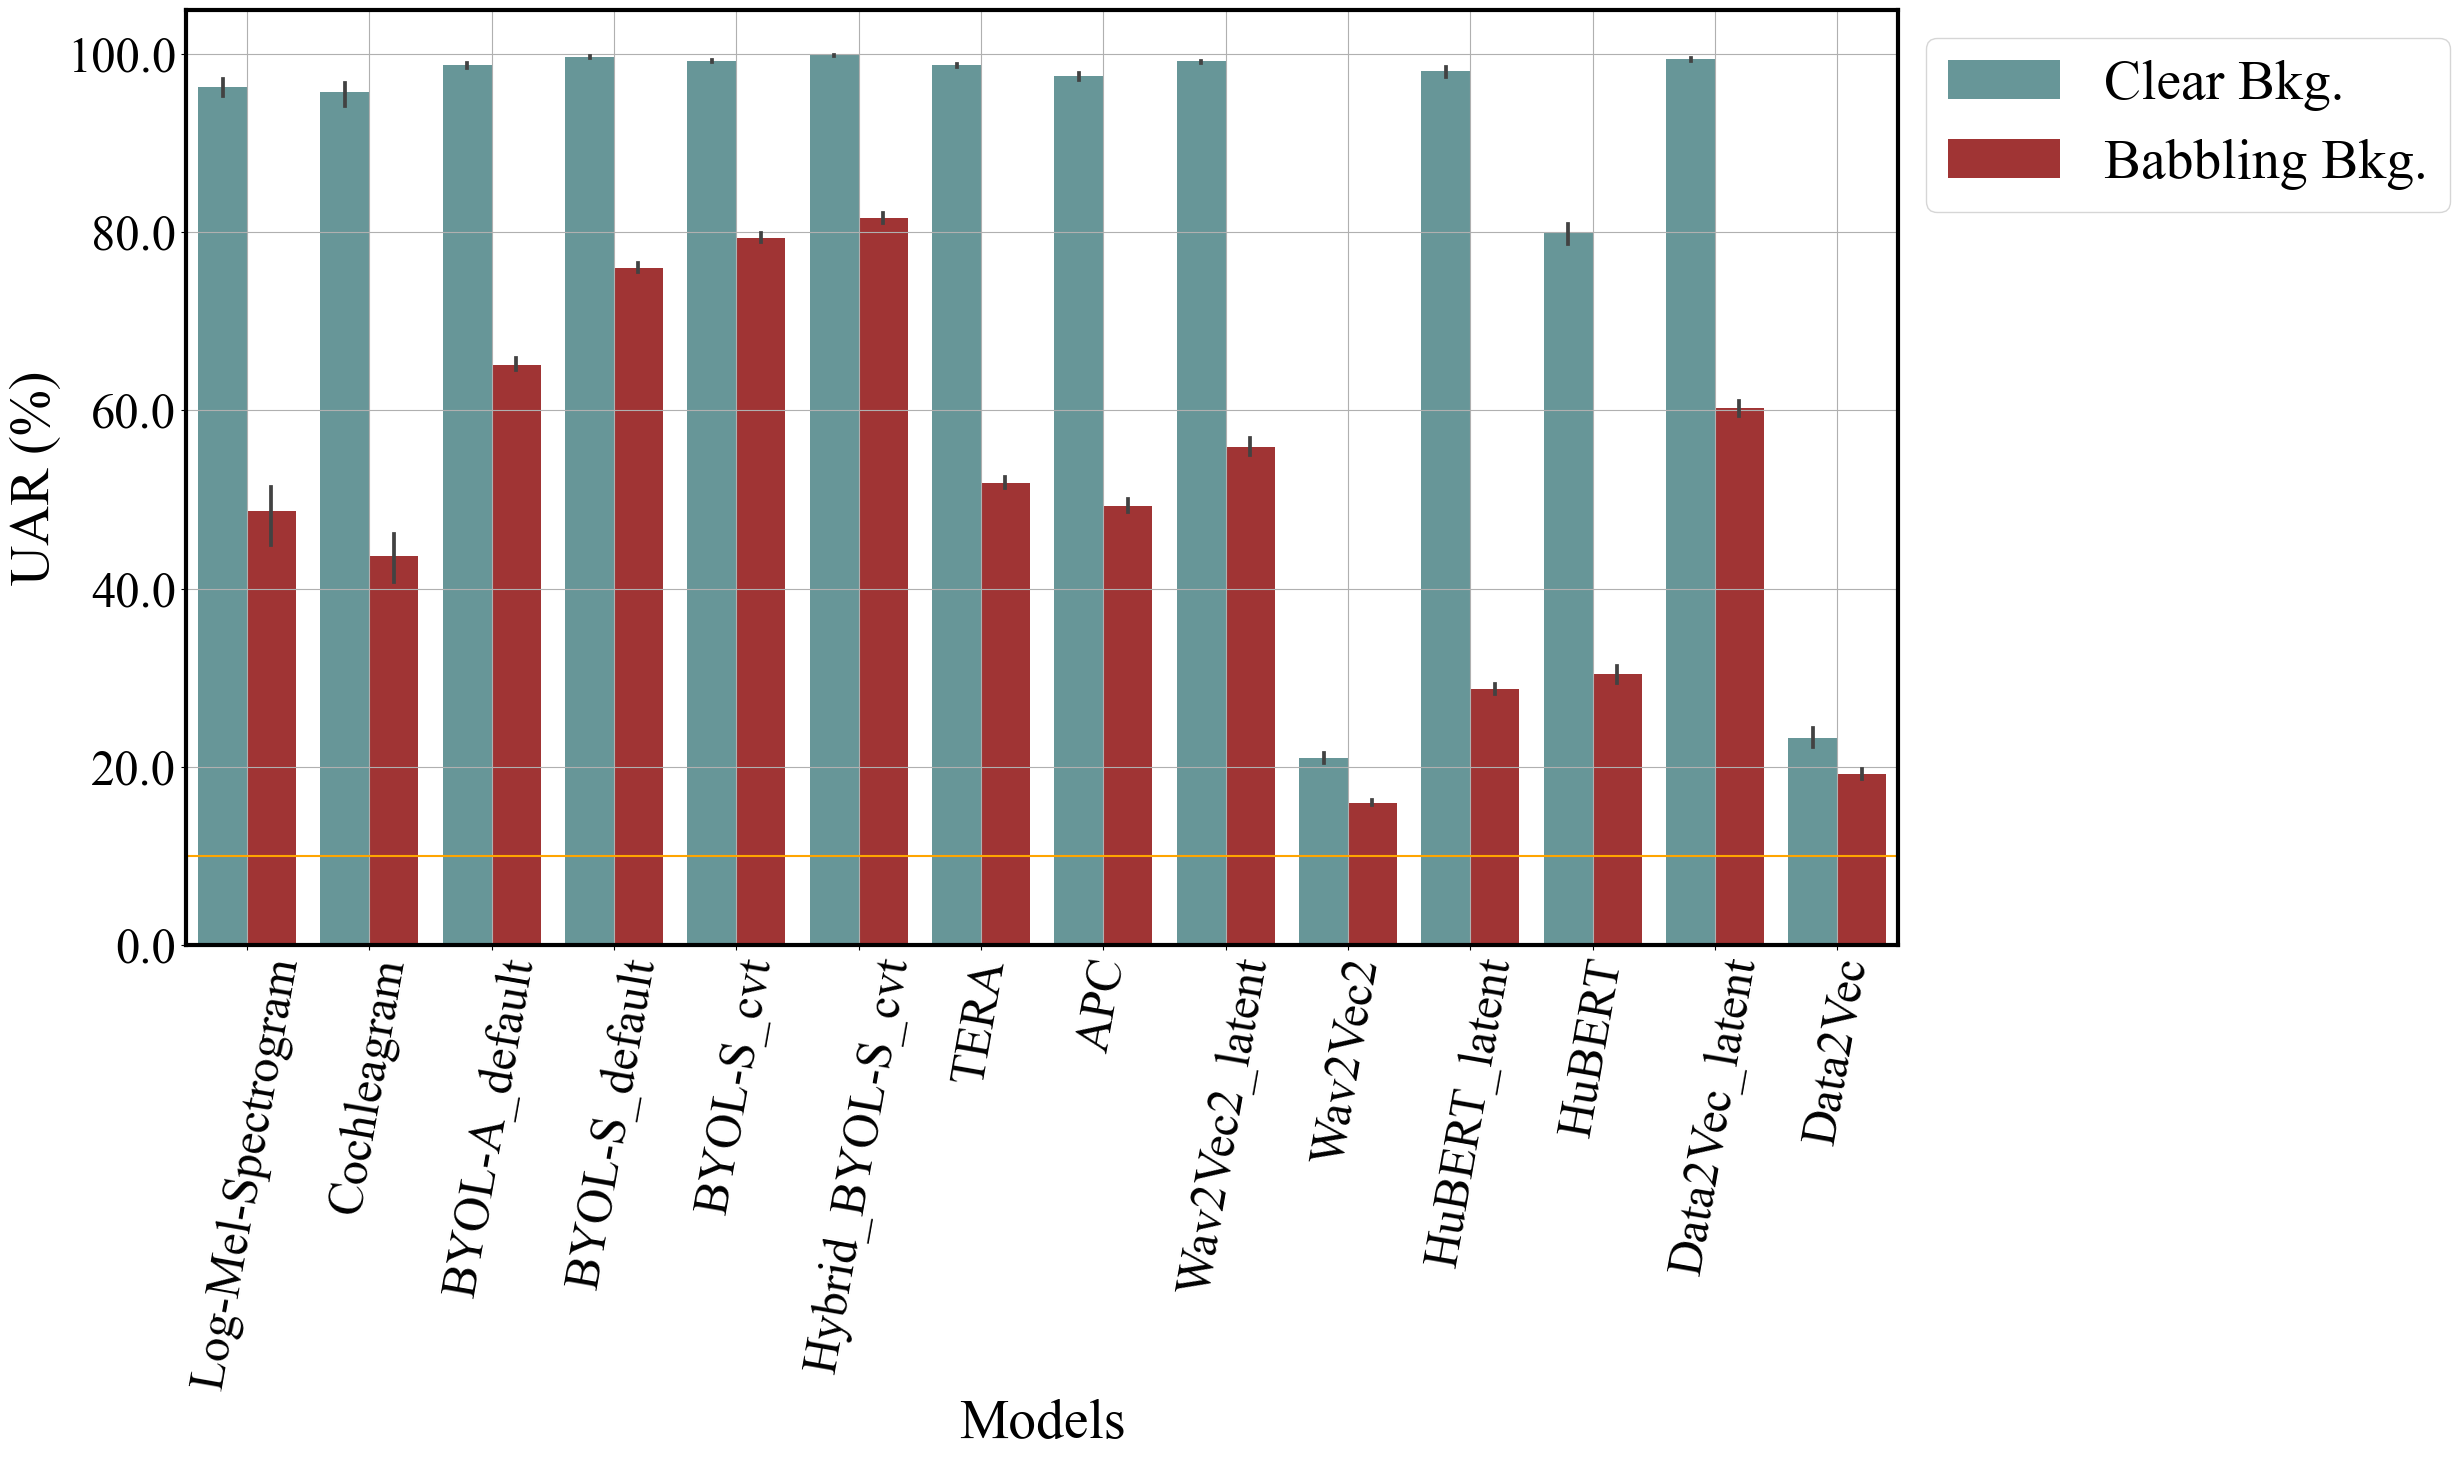 100.0
80.0
60.0
40.0
20.0
0.0
UAR (%)
Clear Bkg.
Babbling Bkg.
Log-Mel-Spectrogram
Cochleagram
BYOL-A_default
BYOL-S_default
BYOL-S_cvt
Hybrid_BYOL-S_cvt
TERA
APC
Wav2Vec2_latent
Wav2Vec2
HuBERT_latent
HuBERT
Data2Vec_latent
Data2Vec
Models